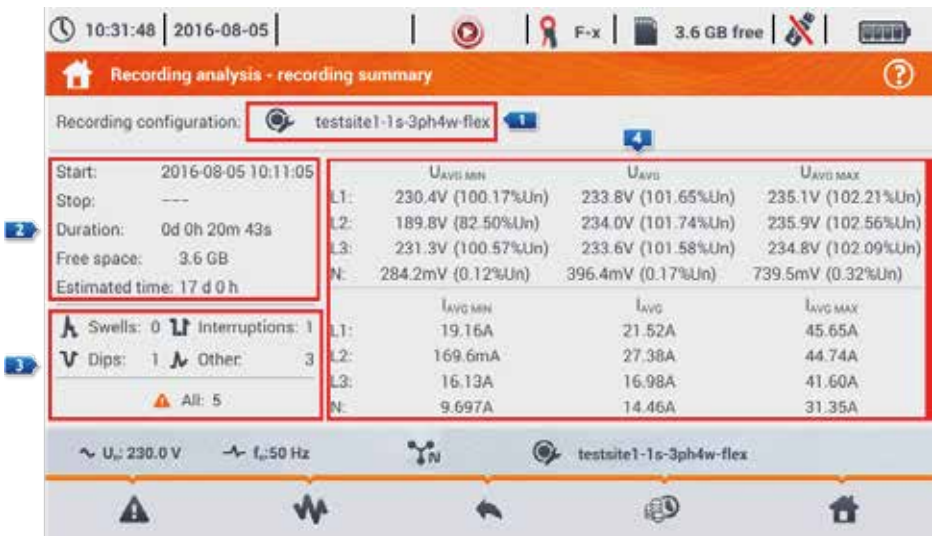 10:31:48 2016-08-05 F-x 3.6 GB free
Recording analysis - recording summary ?
Recording configuration: testsite1-1s-3ph4w-flex 1
4
2
Start: 2016-08-05 10:11:05
Stop: ---
Duration: 0d 0h 20m 43s
Free space: 3.6 GB
Estimated time: 17 d 0 h
3
Swells: 0 Interruptions: 1
Dips: 1 Other: 3
All: 5
UAVG MIN UAVG UAVG MAX
L1: 230.4V (100.17%Un) 233.8V (101.65%Un) 235.1V (102.21%Un)
L2: 189.8V (82.50%Un) 234.0V (101.74%Un) 235.9V (102.56%Un)
L3: 231.3V (100.57%Un) 233.6V (101.58%Un) 234.8V (102.09%Un)
N: 284.2mV (0.12%Un) 396.4mV (0.17%Un) 739.5mV (0.32%Un)
IAVG MIN IAVG IAVG MAX
L1: 19.16A 21.52A 45.65A
L2: 169.6mA 27.38A 44.74A
L3: 16.13A 16.98A 41.60A
N: 9.697A 14.46A 31.35A
Un: 230.0 V fn:50 Hz N testsite1-1s-3ph4w-flex